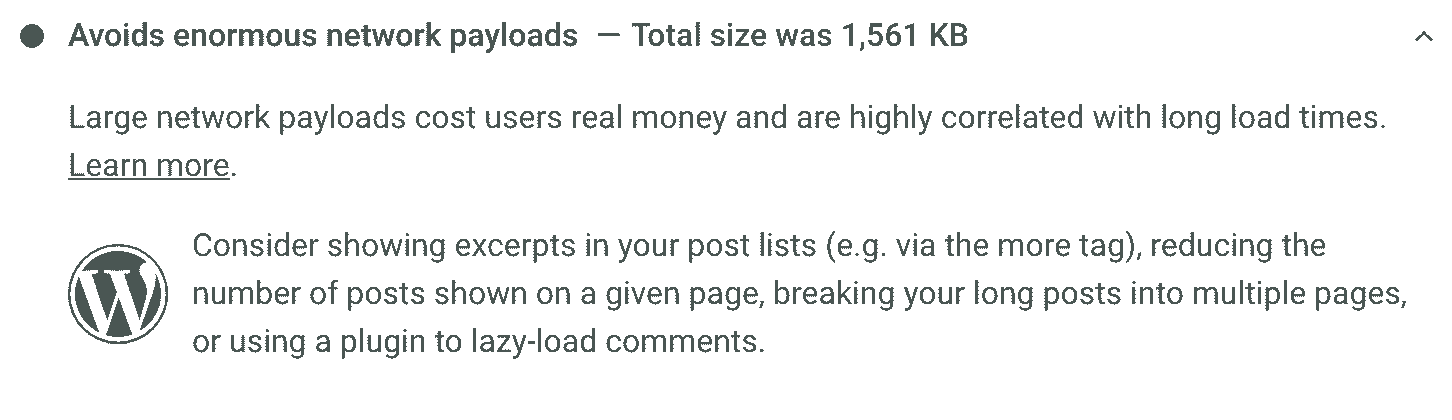 Avoids enormous network payloads — Total size was 1,561 KB
Large network payloads cost users real money and are highly correlated with long load times.
Learn more.
Consider showing excerpts in your post lists (e.g. via the more tag), reducing the
number of posts shown on a given page, breaking your long posts into multiple pages,
or using a plugin to lazy-load comments.